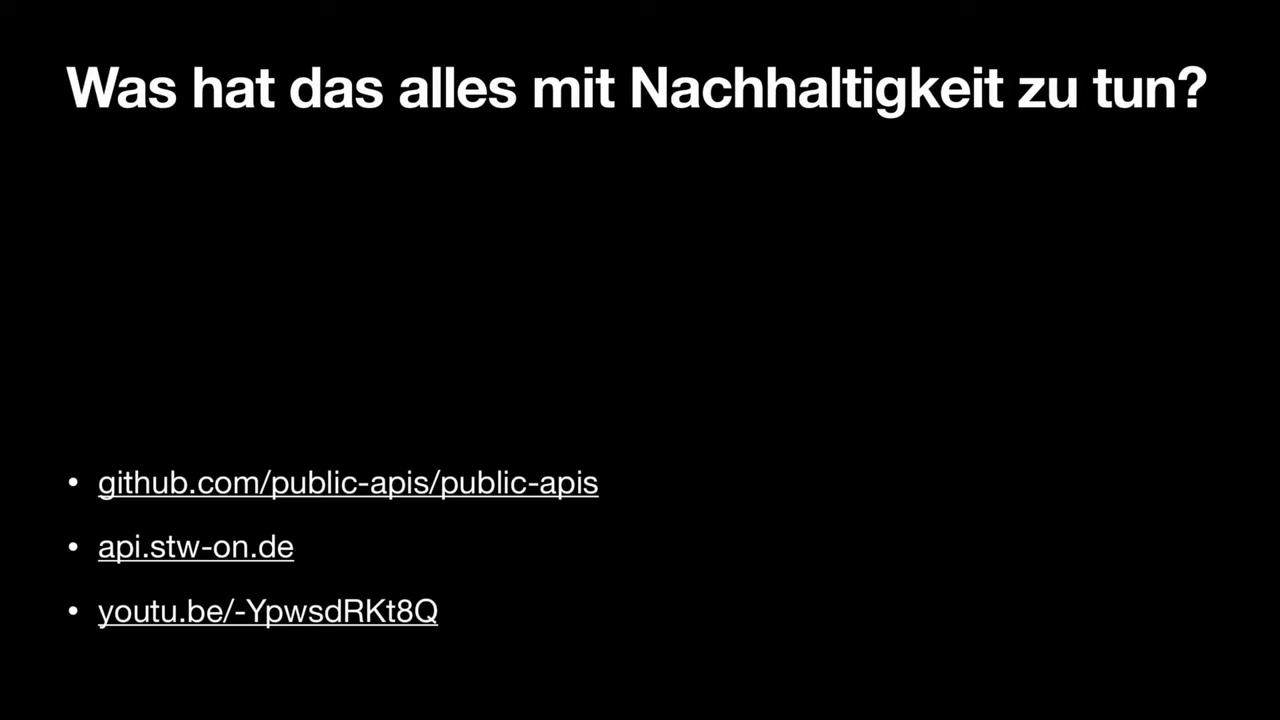 Was hat das alles mit Nachhaltigkeit zu tun?
• github.com/public-apis/public-apis
• api.stw-on.de
• youtu.be/-YpwsdRKt8Q